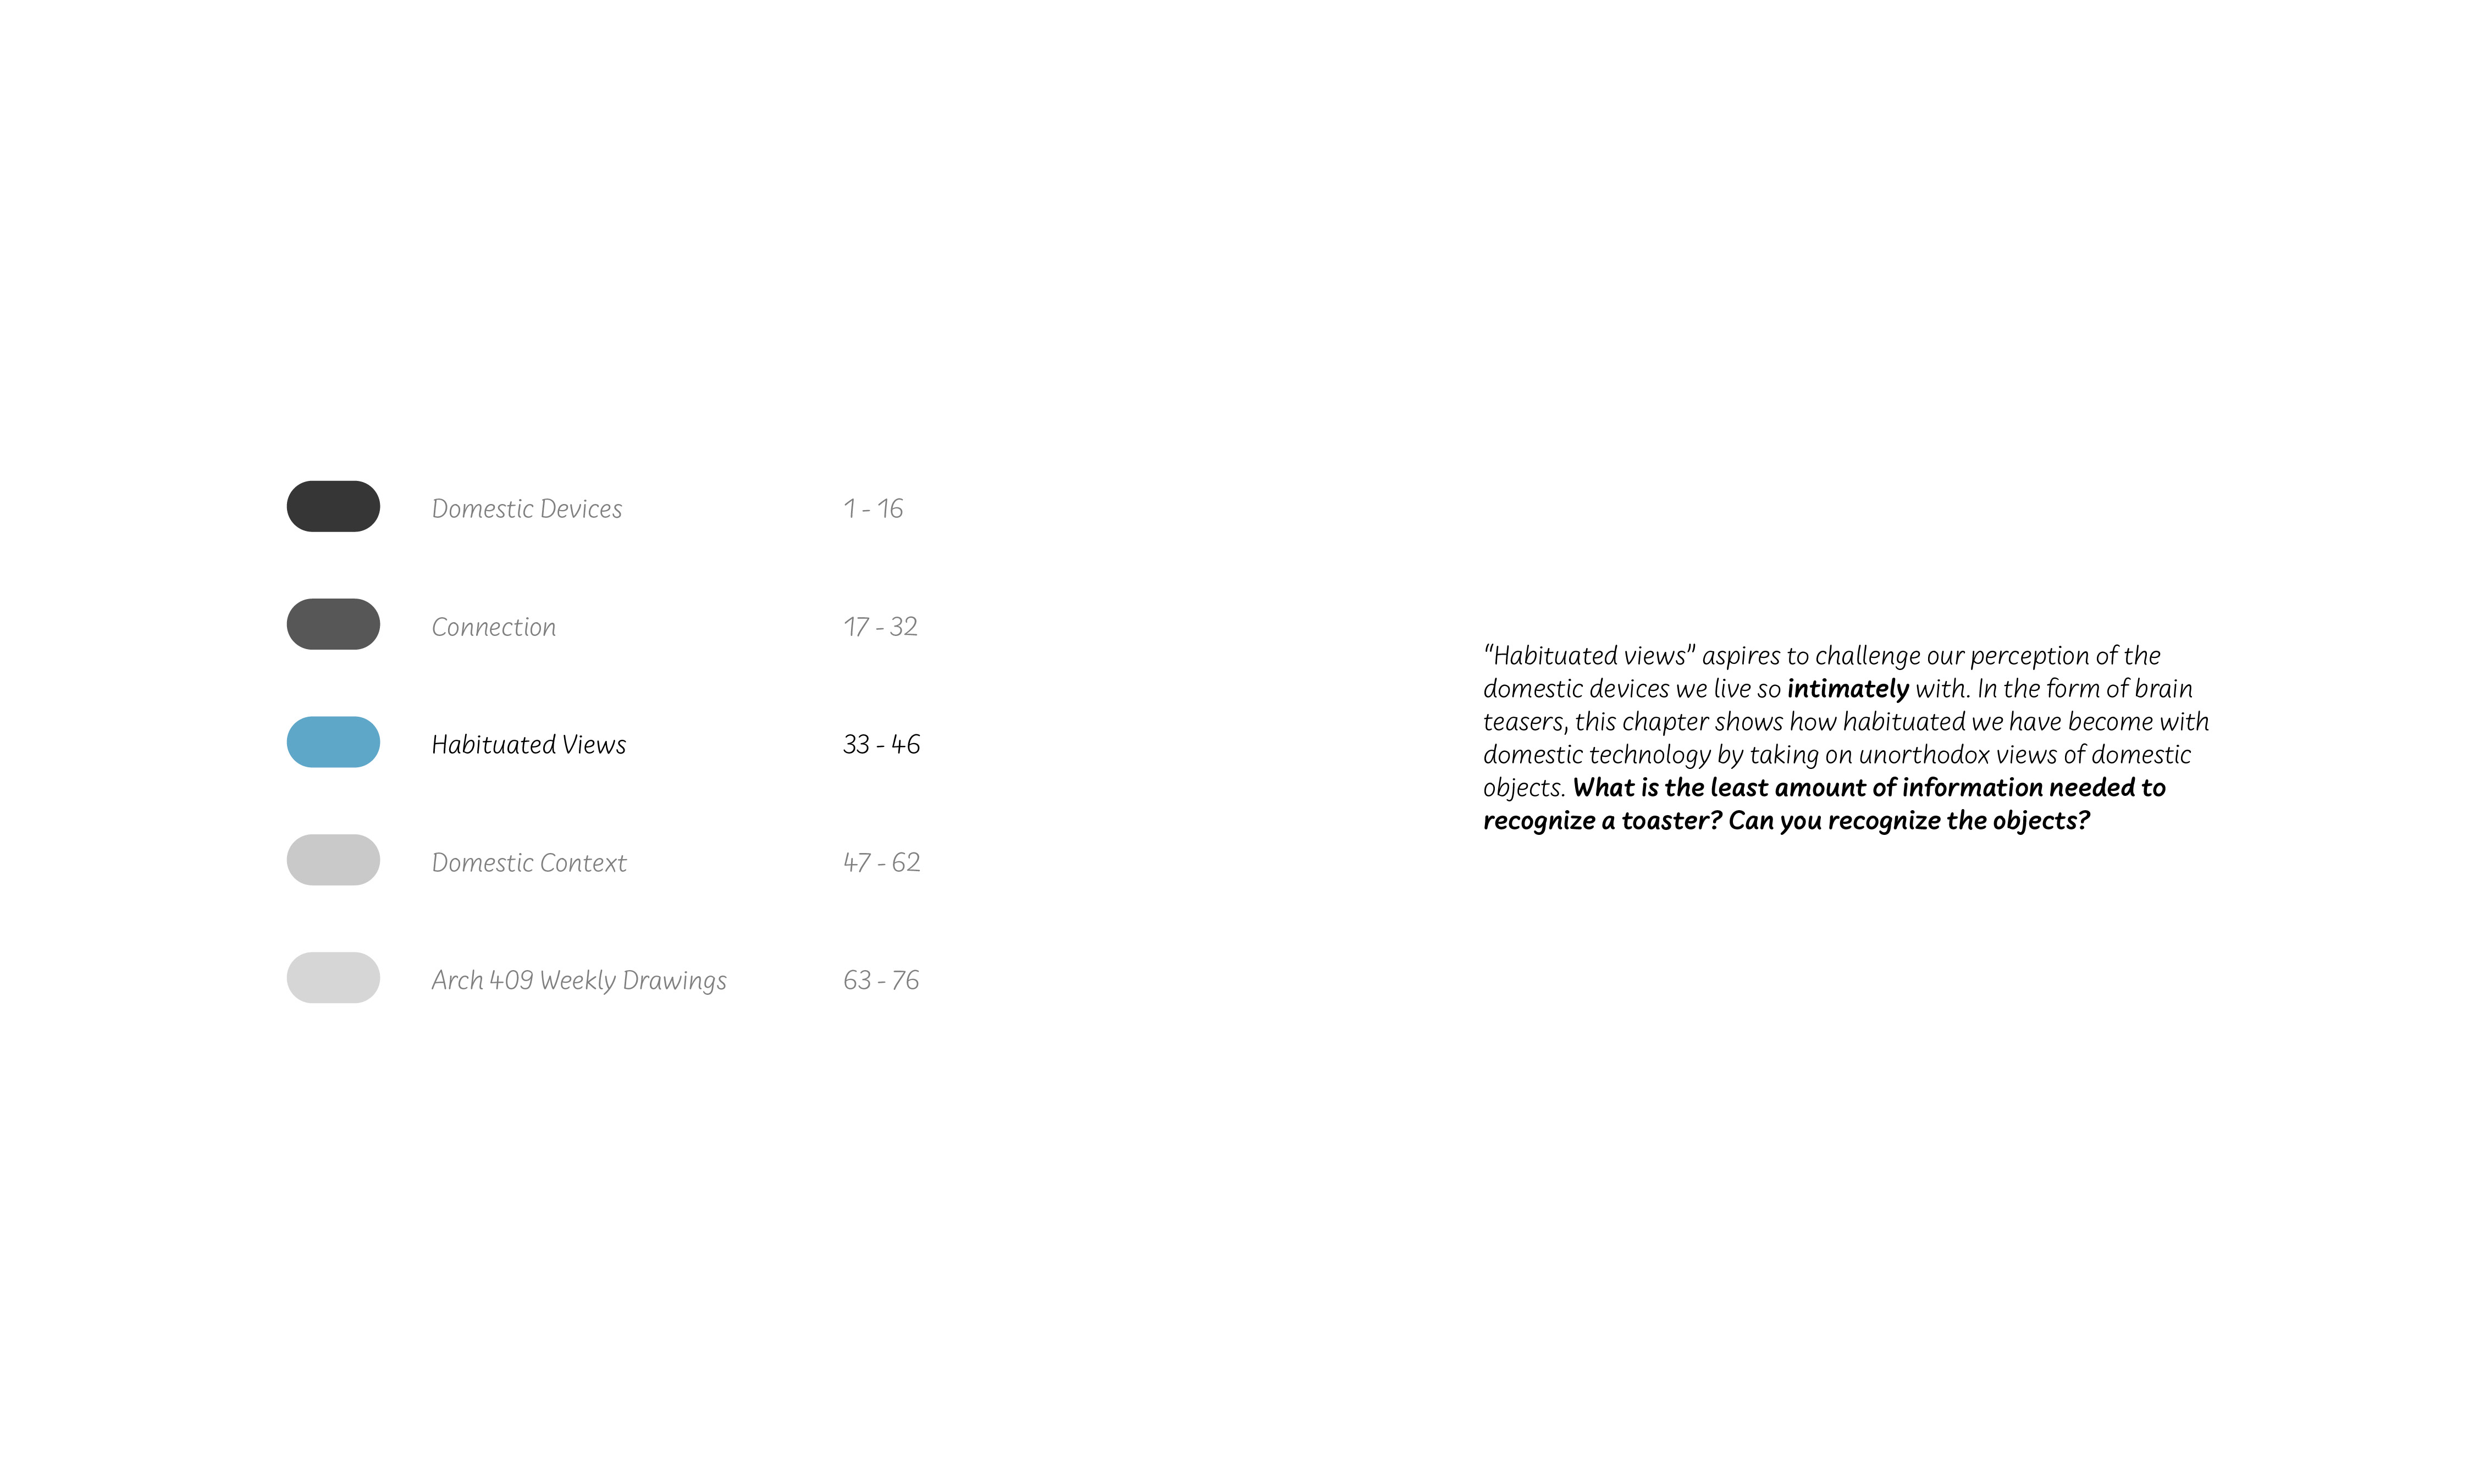 Domestic Devices 1 - 16
Connection 17 - 32
Habituated Views 33 - 46
Domestic Context 47 - 62
Arch 409 Weekly Drawings 63 - 76
“Habituated views” aspires to challenge our perception of the
domestic devices we live so intimately with. In the form of brain
teasers, this chapter shows how habituated we have become with
domestic technology by taking on unorthodox views of domestic
objects. What is the least amount of information needed to
recognize a toaster? Can you recognize the objects?